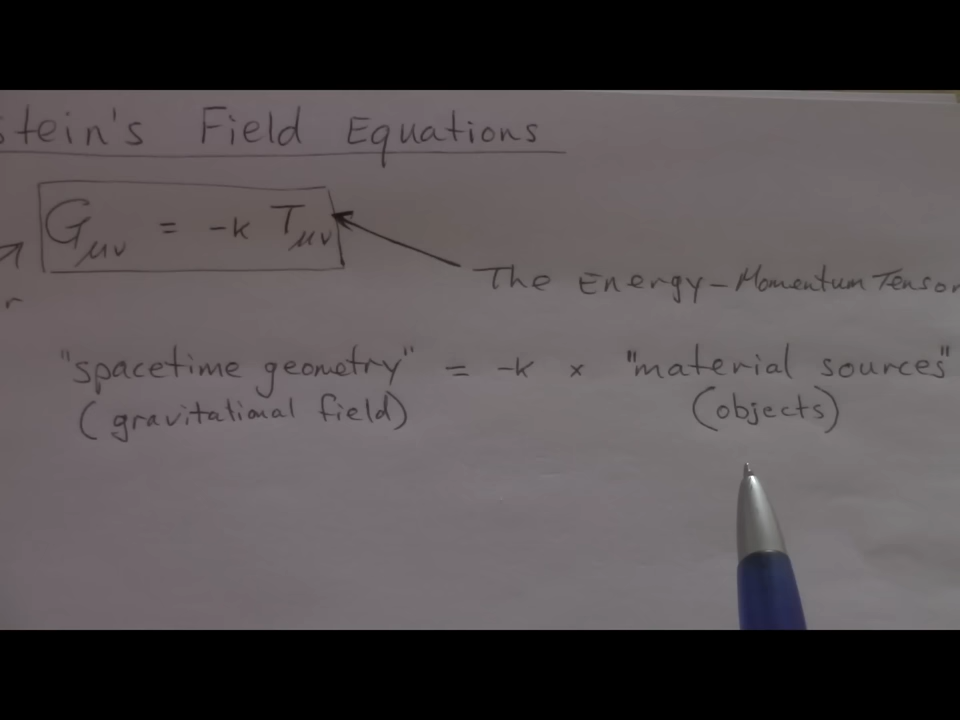 stein's Field Equations
Gμν = -k Tμν
r
The Energy-Momentum Tensor
"spacetime geometry" = -k × "material sources"
(gravitational field) (objects)